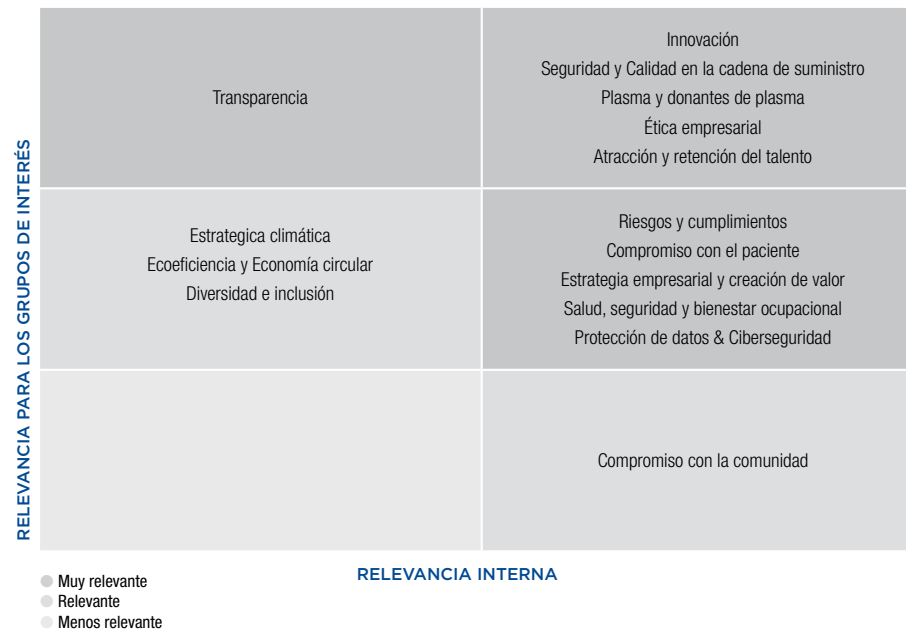 RELEVANCIA PARA LOS GRUPOS DE INTERÉS
Transparencia
Innovación
Seguridad y Calidad en la cadena de suministro
Plasma y donantes de plasma
Ética empresarial
Atracción y retención del talento
Estrategica climática
Ecoeficiencia y Economía circular
Diversidad e inclusión
Riesgos y cumplimientos
Compromiso con el paciente
Estrategia empresarial y creación de valor
Salud, seguridad y bienestar ocupacional
Protección de datos & Ciberseguridad
Compromiso con la comunidad
RELEVANCIA INTERNA
Muy relevante
Relevante
Menos relevante